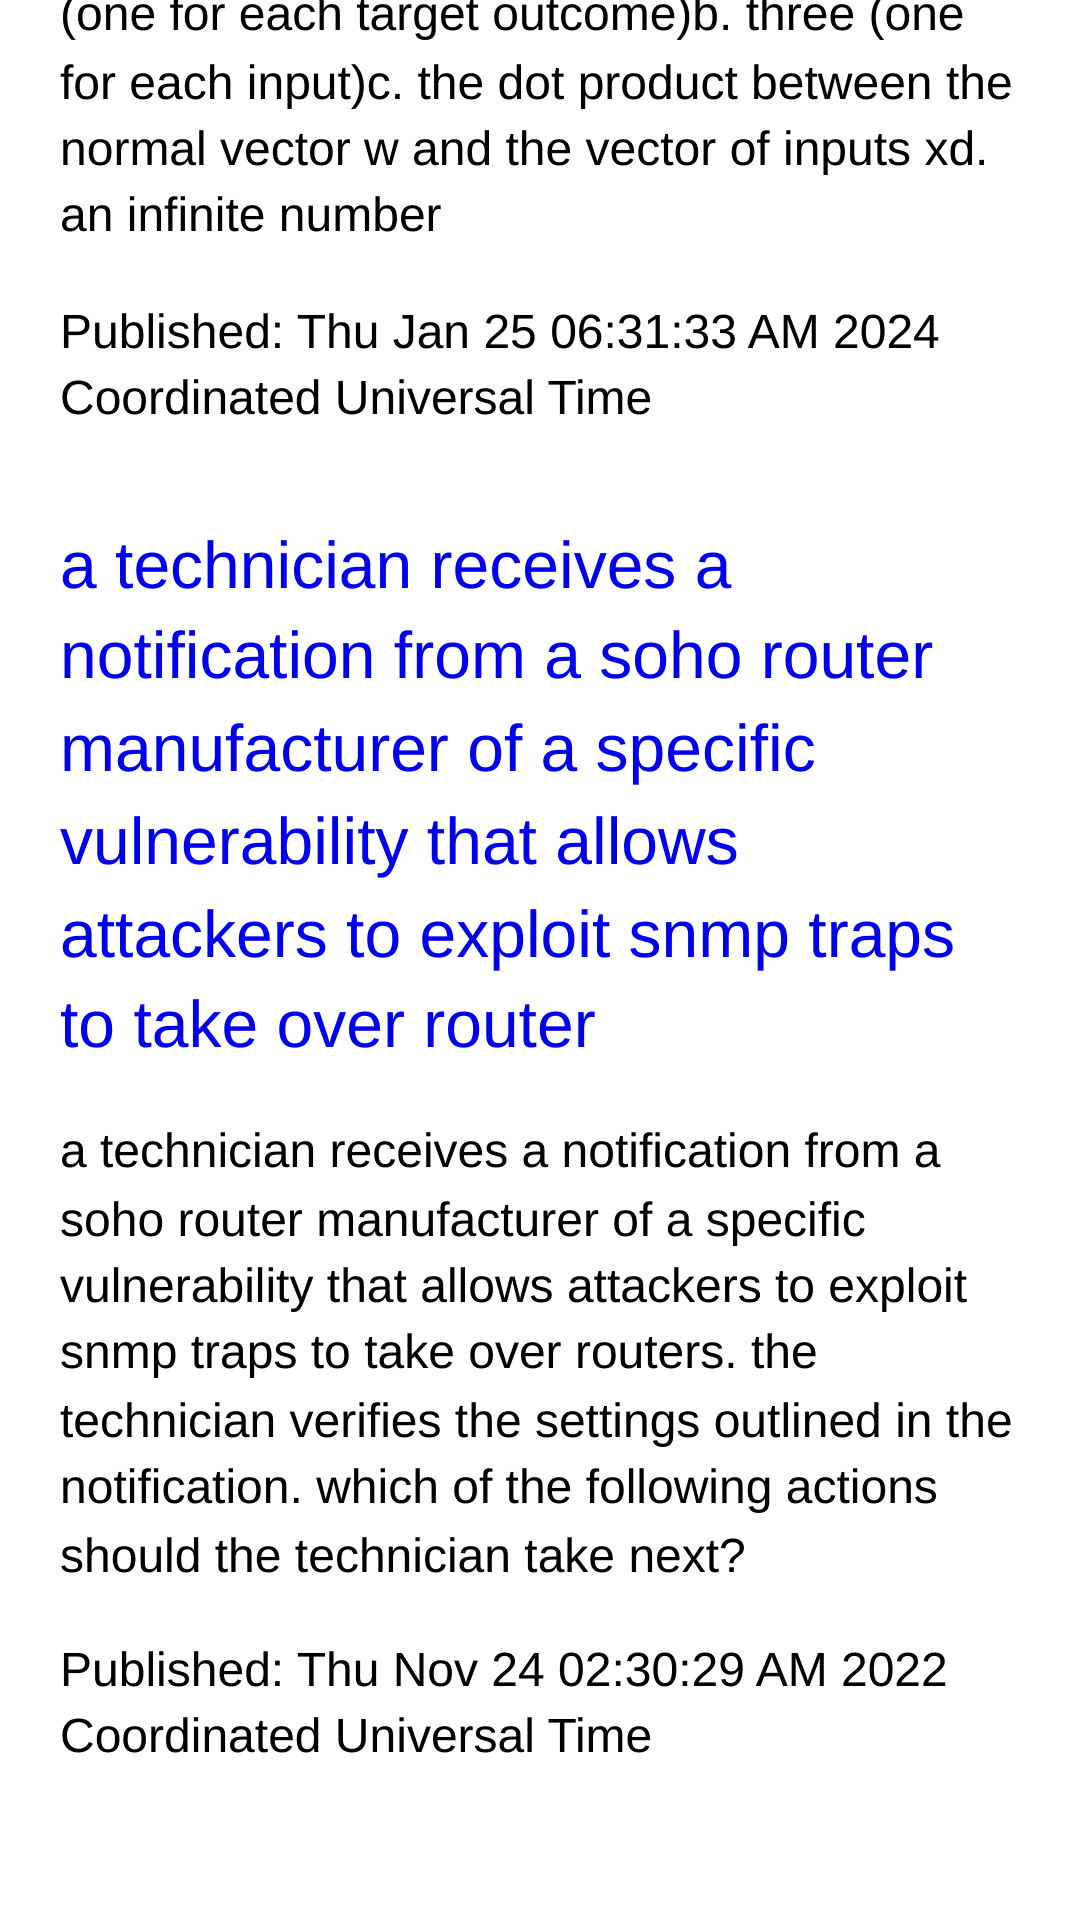 (one for each target outcome)b. three (one
for each input)c. the dot product between the
normal vector w and the vector of inputs xd.
an infinite number
Published: Thu Jan 25 06:31:33 AM 2024
Coordinated Universal Time
a technician receives a
notification from a soho router
manufacturer of a specific
vulnerability that allows
attackers to exploit snmp traps
to take over router
a technician receives a notification from a
soho router manufacturer of a specific
vulnerability that allows attackers to exploit
snmp traps to take over routers. the
technician verifies the settings outlined in the
notification. which of the following actions
should the technician take next?
Published: Thu Nov 24 02:30:29 AM 2022
Coordinated Universal Time